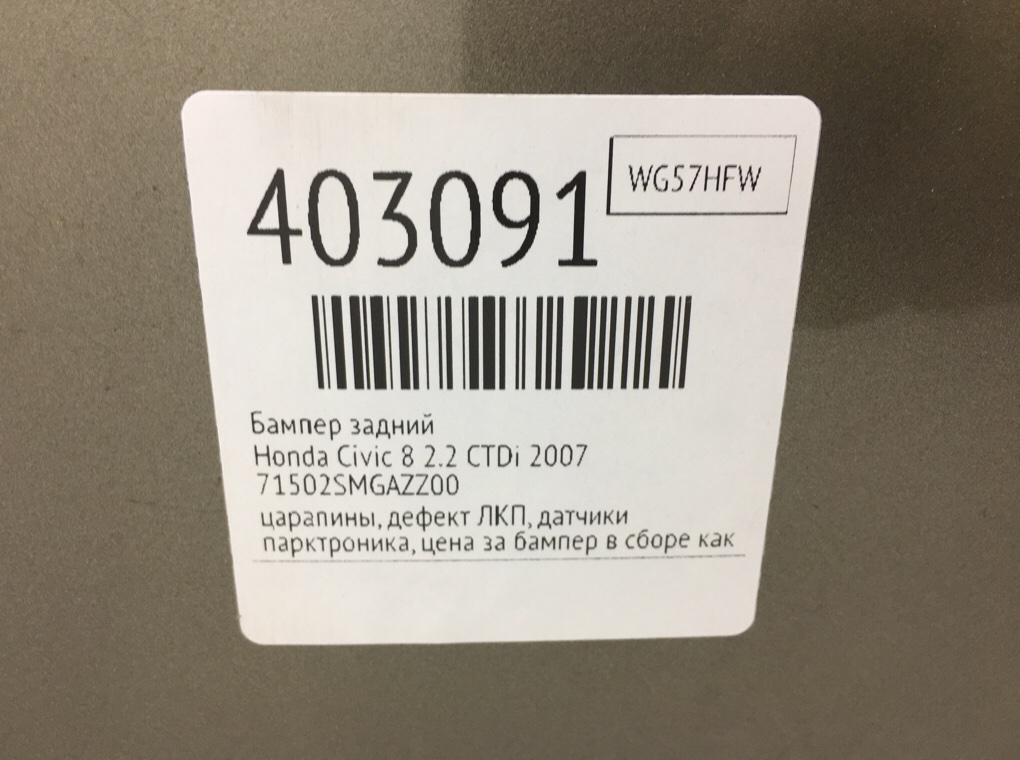 403091
WG57HFW
Бампер задний
Honda Civic 8 2.2 CTDi 2007
71502SMGAZZ00
царапины, дефект ЛКП, датчики
парктроника, цена за бампер в сборе как